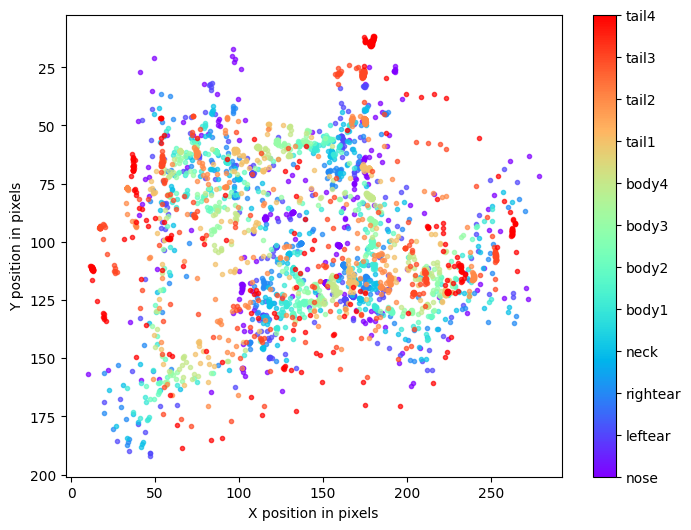 25
50
75
100
125
150
175
200
Y position in pixels
0
50
100
150
200
250
X position in pixels
tail4
tail3
tail2
tail1
body4
body3
body2
body1
neck
rightear
leftear
nose